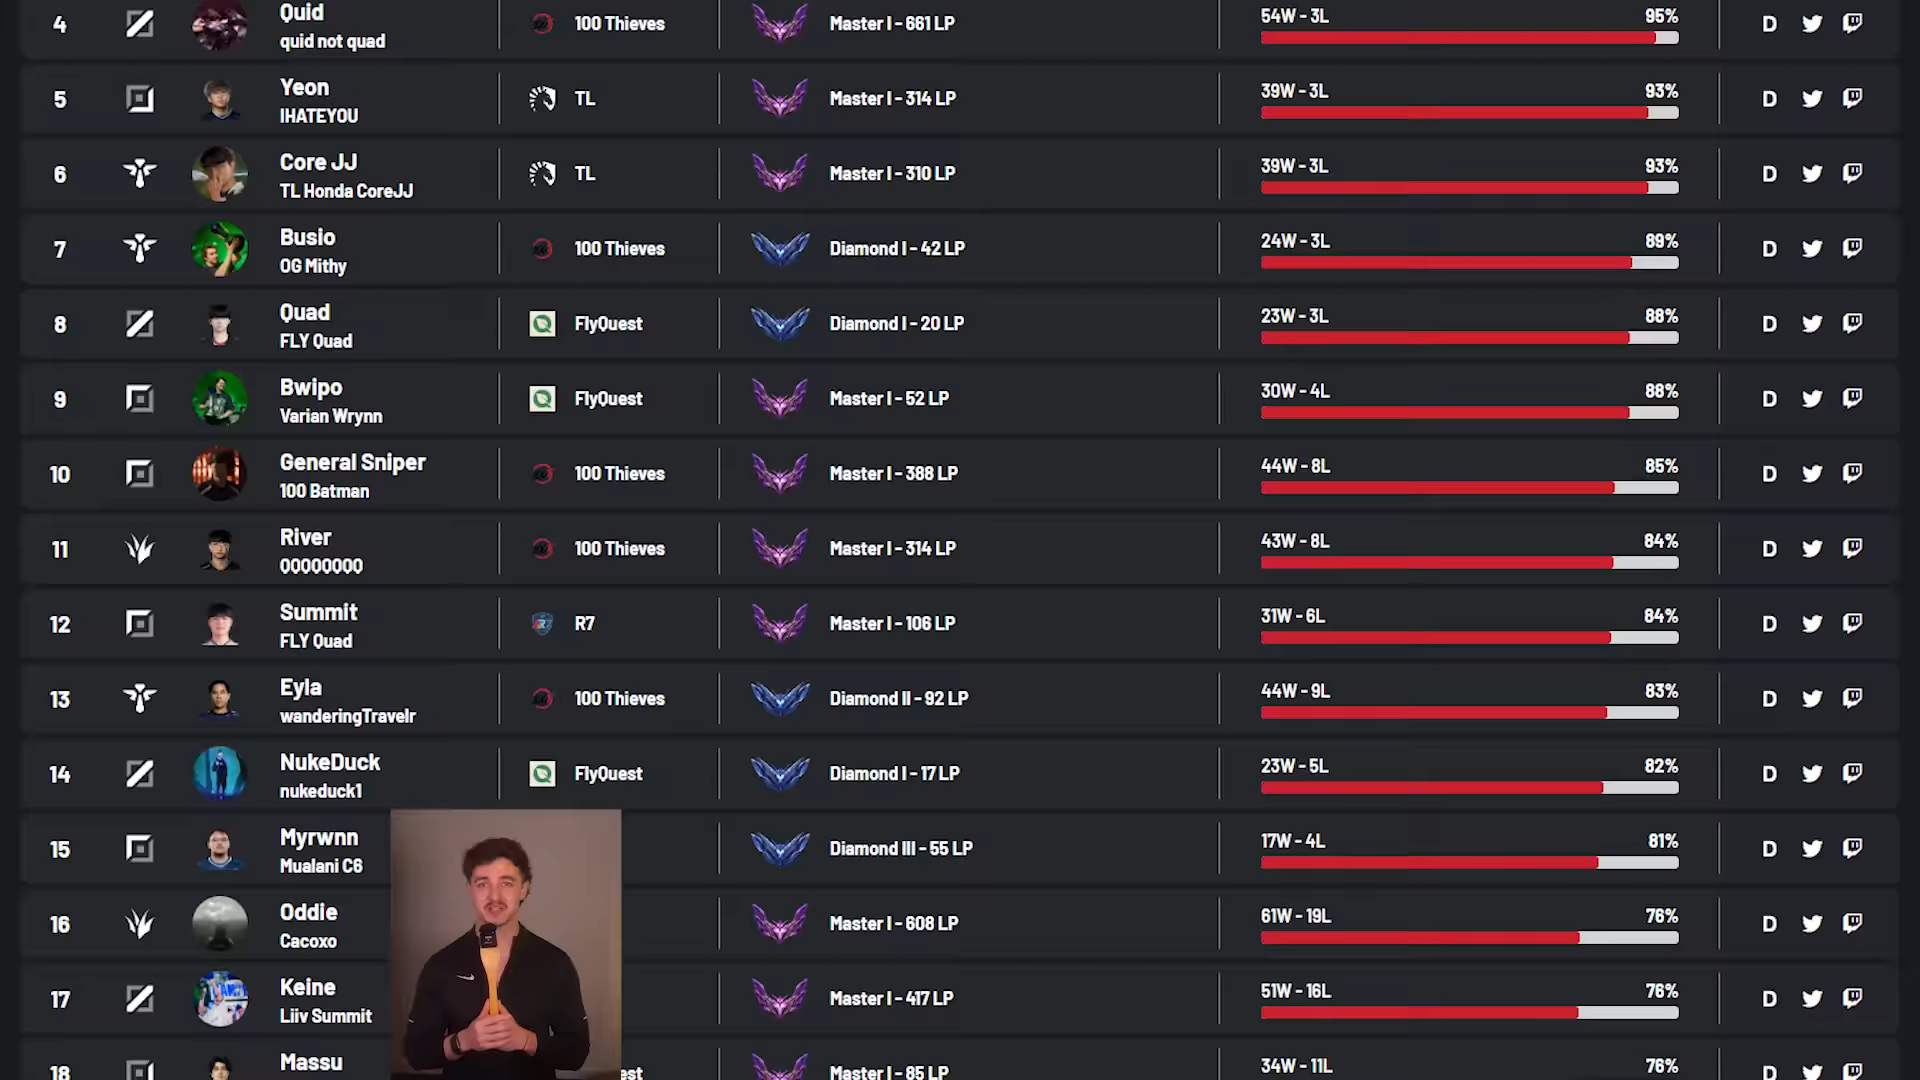 4 Quid 100 Thieves Master I - 661 LP 54W - 3L 95% D
quid not quad
5 Yeon TL Master I - 314 LP 39W - 3L 93% D
IHATEYOU
6 Core JJ TL Master I - 310 LP 39W - 3L 93% D
TL Honda CoreJJ
7 Busio 100 Thieves Diamond I - 42 LP 24W - 3L 89% D
OG Mithy
8 Quad FlyQuest Diamond I - 20 LP 23W - 3L 88% D
FLY Quad
9 Bwipo FlyQuest Master I - 52 LP 30W - 4L 88% D
Varian Wrynn
10 General Sniper 100 Thieves Master I - 388 LP 44W - 8L 85% D
100 Batman
11 River 100 Thieves Master I - 314 LP 43W - 8L 84% D
QQQQQQQQ
12 Summit R7 Master I - 106 LP 31W - 6L 84% D
FLY Quad
13 Eyla 100 Thieves Diamond II - 92 LP 44W - 9L 83% D
wanderingTravelr
14 NukeDuck FlyQuest Diamond I - 17 LP 23W - 5L 82% D
nukeduck1
15 Myrwnn Diamond III - 55 LP 17W - 4L 81% D
Mualani C6
16 Oddie Master I - 608 LP 61W - 19L 76% D
Cacoxo
17 Keine Master I - 417 LP 51W - 16L 76% D
Liiv Summit
18 Massu est Master I - 85 LP 34W - 11L 76% D